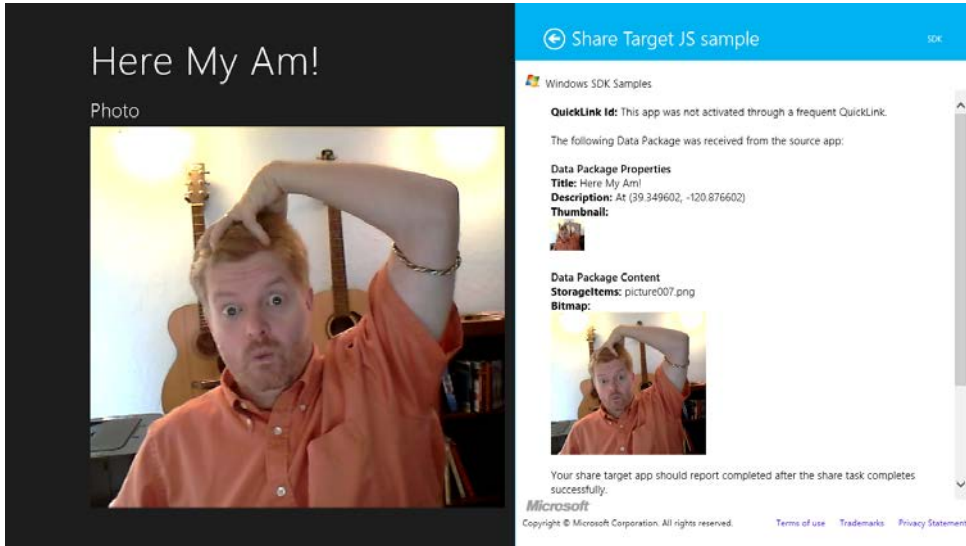 Here My Am!
Photo
Share Target JS sample
SDK
Windows SDK Samples
QuickLink Id: This app was not activated through a frequent QuickLink.
The following Data Package was received from the source app:
Data Package Properties
Title: Here My Am!
Description: At (39.349602, -120.876602)
Thumbnail:
Data Package Content
StorageItems: picture007.png
Bitmap:
Your share target app should report completed after the share task completes
successfully.
Microsoft
Copyright © Microsoft Corporation. All rights reserved.
Terms of use Trademarks Privacy Statement